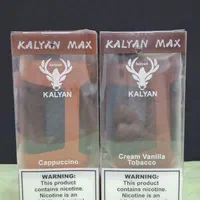 KALYAN MAX
KALYAN
Cappuccino
WARNING:
This product
contains nicotine.
Nicotine is an
KALYAN MAX
KALYAN
Cream Vanilla
Tobacco
WARNING:
This product
contains nicotine.
Nicotine is an